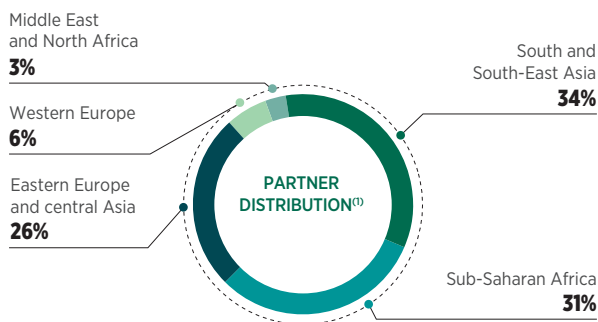 Middle East
and North Africa
3%
South and
South-East Asia
34%
Western Europe
6%
Eastern Europe
and central Asia
26%
PARTNER
DISTRIBUTION⁽¹⁾
Sub-Saharan Africa
31%